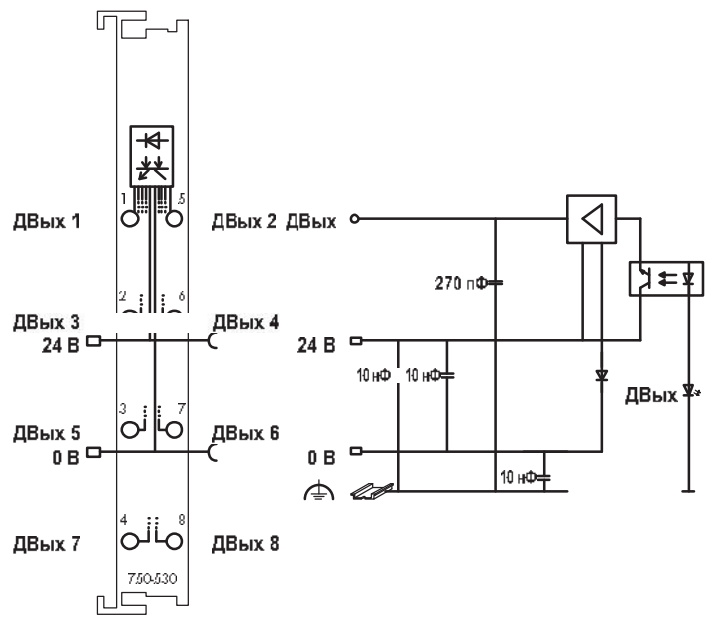 1 5
ДВых 1 ДВых 2 ДВых
270 пФ
2 6
ДВых 3 ДВых 4
24 В 24 В
10 нФ 10 нФ
ДВых
3 7
ДВых 5 ДВых 6
0 В 0 В
10 нФ
4 8
ДВых 7 ДВых 8
750-530